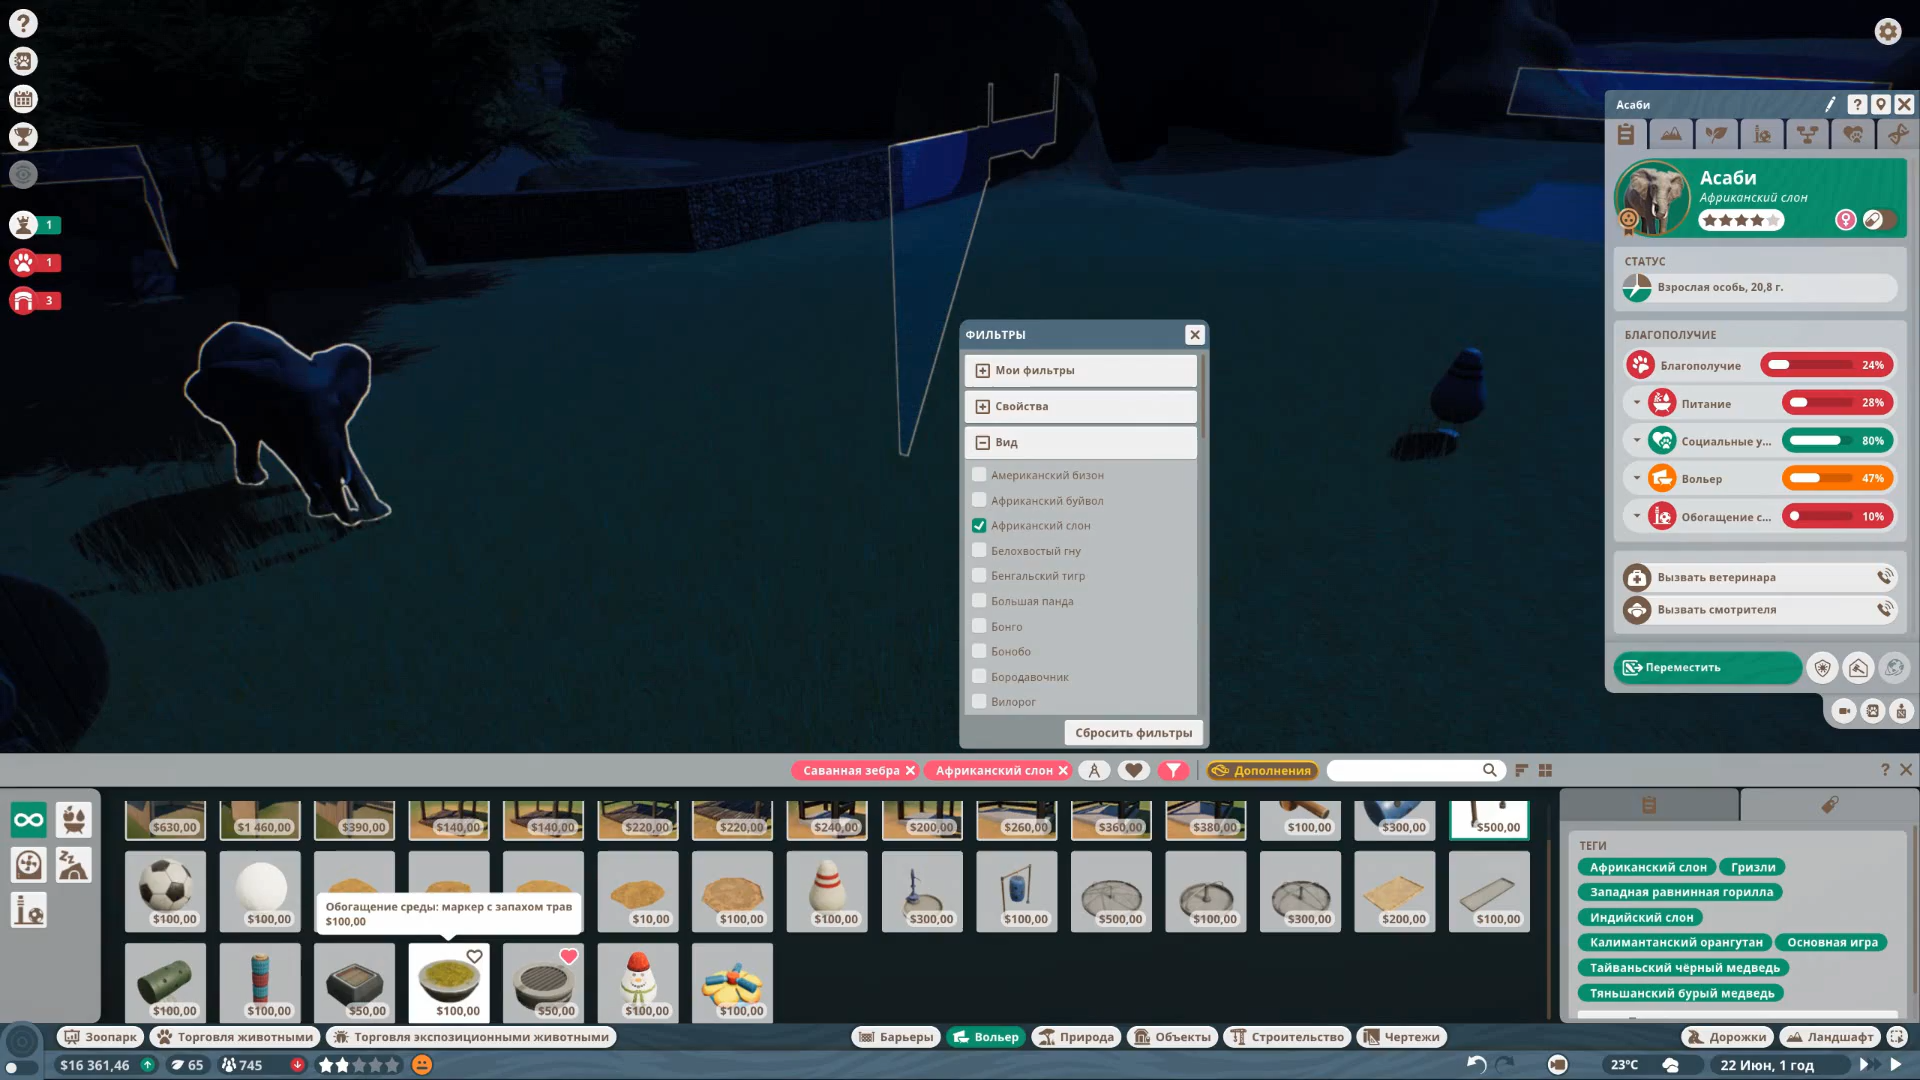 ?
1
1
3
Асаби
?
Асаби
Африканский слон
СТАТУС
Взрослая особь, 20,8 г.
БЛАГОПОЛУЧИЕ
Благополучие 24%
Питание 28%
Социальные у... 80%
Вольер 47%
Обогащение с... 10%
Вызвать ветеринара
Вызвать смотрителя
Переместить
ФИЛЬТРЫ
Мои фильтры
Свойства
Вид
Американский бизон
Африканский буйвол
Африканский слон
Белохвостый гну
Бенгальский тигр
Большая панда
Бонго
Бонобо
Бородавочник
Вилорог
Сбросить фильтры
Саванная зебра Африканский слон Дополнения
?
$630,00 $1 460,00 $390,00 $140,00 $140,00 $220,00 $220,00 $240,00 $200,00 $260,00 $360,00 $380,00 $100,00 $300,00 $500,00
$100,00 $100,00 $10,00 $100,00 $100,00 $300,00 $100,00 $500,00 $100,00 $300,00 $200,00 $100,00
Обогащение среды: маркер с запахом трав
$100,00
$100,00 $100,00 $50,00 $100,00 $50,00 $100,00 $100,00
ТЕГИ
Африканский слон Гризли
Западная равнинная горилла
Индийский слон
Калимантанский орангутан Основная игра
Тайваньский чёрный медведь
Тяньшанский бурый медведь
Зоопарк Торговля животными Торговля экспозиционными животными Барьеры Вольер Природа Объекты Строительство Чертежи Дорожки Ландшафт
$16 361,46 65 745 23°C 22 Июн, 1 год